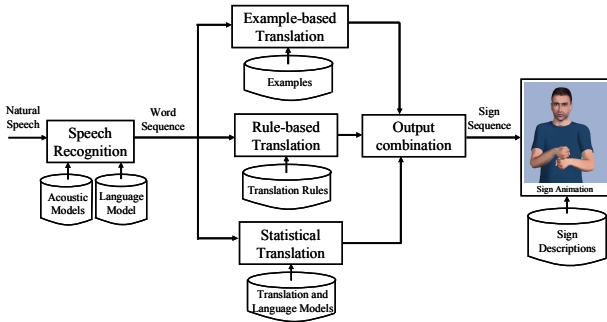 Example-based
Translation
Examples
Natural
Speech
Speech
Recognition
Acoustic
Models
Language
Model
Word
Sequence
Rule-based
Translation
Translation Rules
Statistical
Translation
Translation and
Language Models
Output
combination
Sign
Sequence
Sign Animation
Sign
Descriptions